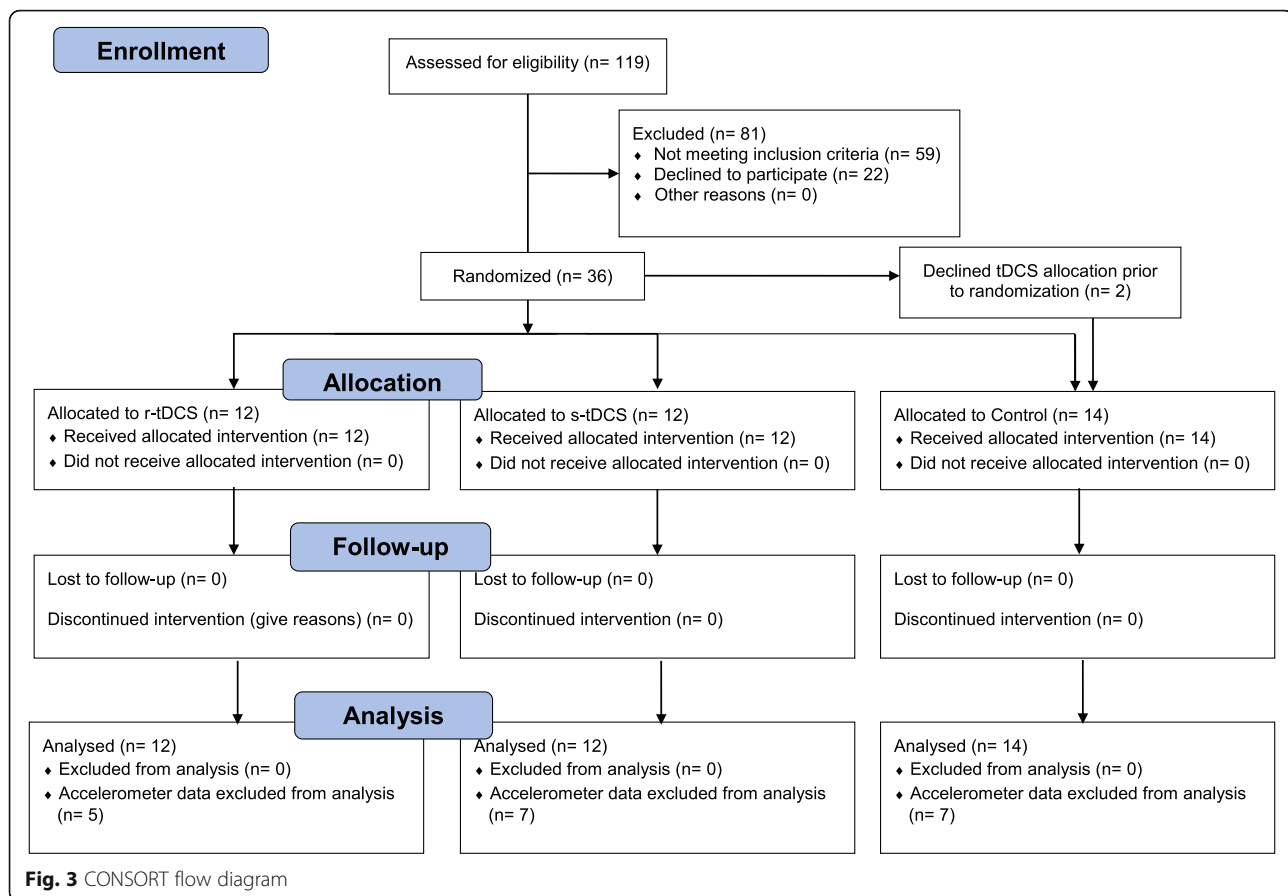 Enrollment
Assessed for eligibility (n= 119)
Excluded (n= 81)
♦ Not meeting inclusion criteria (n= 59)
♦ Declined to participate (n= 22)
♦ Other reasons (n= 0)
Randomized (n= 36)
Declined tDCS allocation prior
to randomization (n= 2)
Allocation
Allocated to r-tDCS (n= 12)
♦ Received allocated intervention (n= 12)
♦ Did not receive allocated intervention (n= 0)
Allocated to s-tDCS (n= 12)
♦ Received allocated intervention (n= 12)
♦ Did not receive allocated intervention (n= 0)
Allocated to Control (n= 14)
♦ Received allocated intervention (n= 14)
♦ Did not receive allocated intervention (n= 0)
Follow-up
Lost to follow-up (n= 0)
Discontinued intervention (give reasons) (n= 0)
Lost to follow-up (n= 0)
Discontinued intervention (n= 0)
Lost to follow-up (n= 0)
Discontinued intervention (n= 0)
Analysis
Analysed (n= 12)
♦ Excluded from analysis (n= 0)
♦ Accelerometer data excluded from analysis
(n= 5)
Analysed (n= 12)
♦ Excluded from analysis (n= 0)
♦ Accelerometer data excluded from analysis
(n= 7)
Analysed (n= 14)
♦ Excluded from analysis (n= 0)
♦ Accelerometer data excluded from analysis
(n= 7)
Fig. 3 CONSORT flow diagram